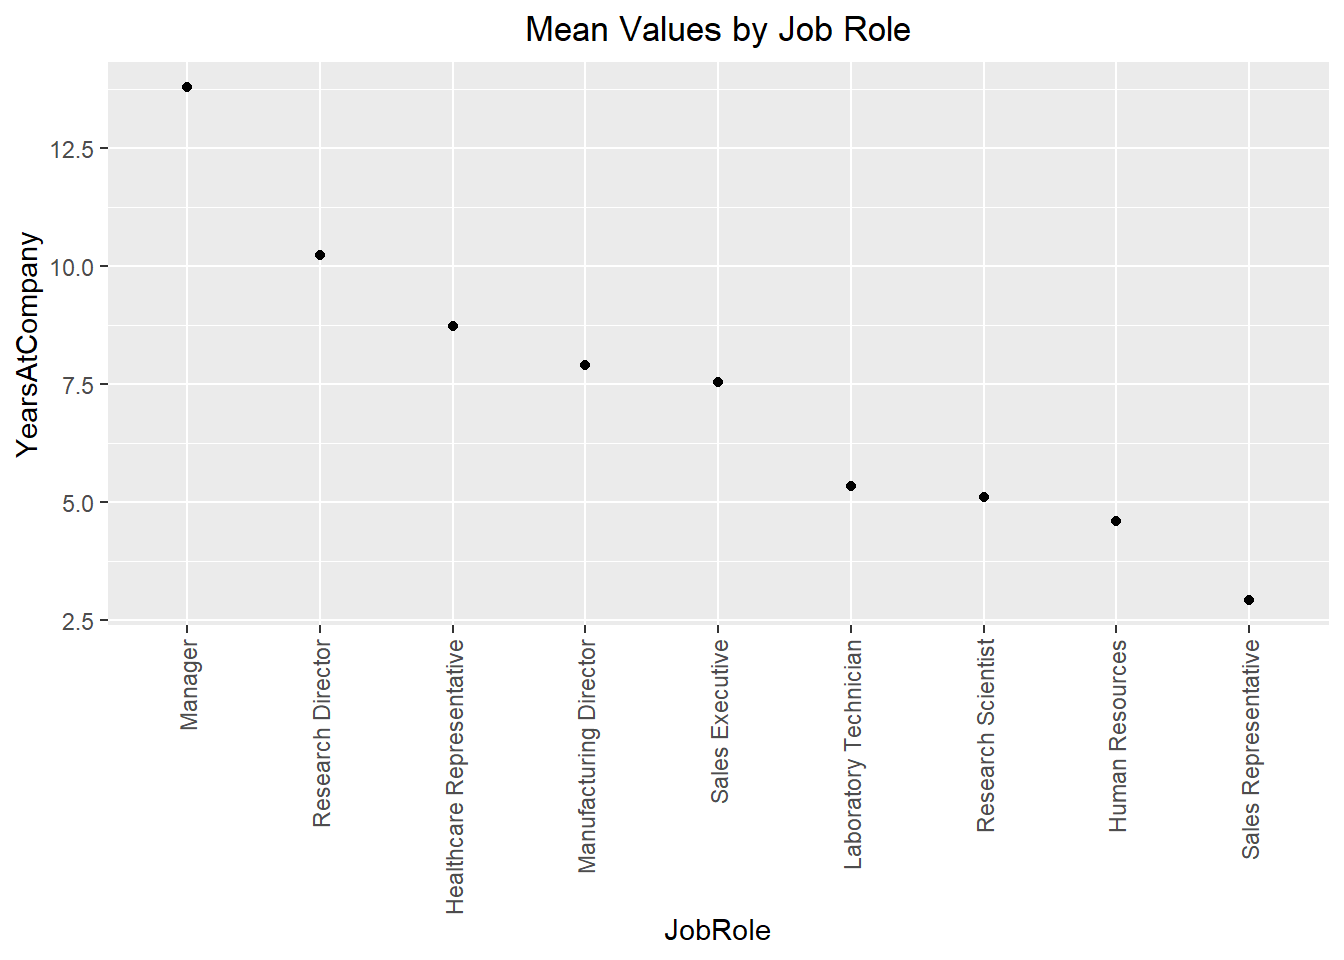 Mean Values by Job Role
YearsAtCompany
12.5
10.0
7.5
5.0
2.5
Manager
Research Director
Healthcare Representative
Manufacturing Director
Sales Executive
Laboratory Technician
Research Scientist
Human Resources
Sales Representative
JobRole